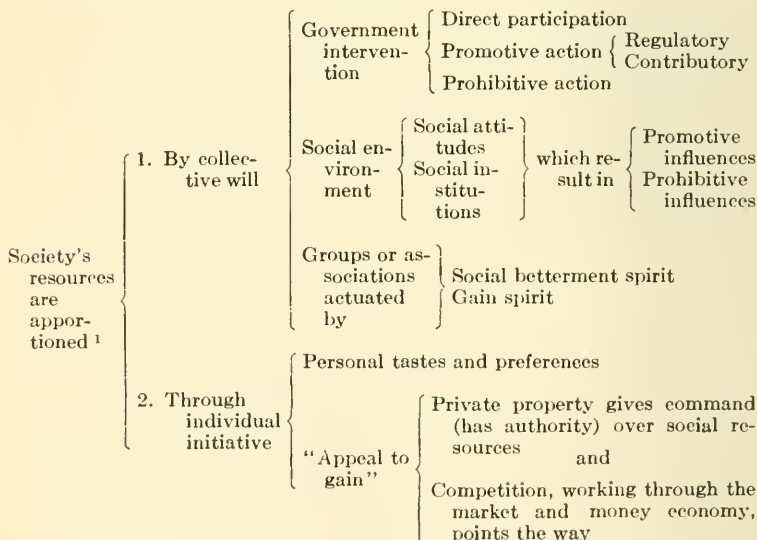 Society's
resources
are
appor-
tioned 1
1. By collec-
tive will
Government
interven-
tion
Direct participation
Promotive action
Regulatory
Contributory
Prohibitive action
Social en-
viron-
ment
Social atti-
tudes
Social in-
stitu-
tions
which re-
sult in
Promotive
influences
Prohibitive
influences
Groups or as-
sociations
actuated
by
Social betterment spirit
Gain spirit
2. Through
individual
initiative
Personal tastes and preferences
"Appeal to
gain"
Private property gives command
(has authority) over social re-
sources
and
Competition, working through the
market and money economy,
points the way